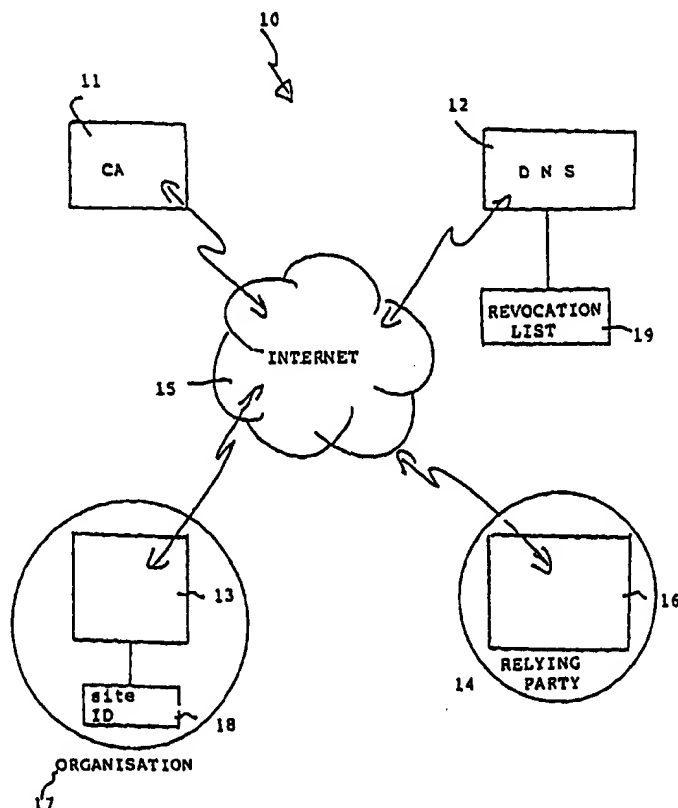 10
11
CA
12
D N S
REVOCATION
LIST
19
INTERNET
15
13
site
ID
18
ORGANISATION
17
16
14
RELYING
PARTY